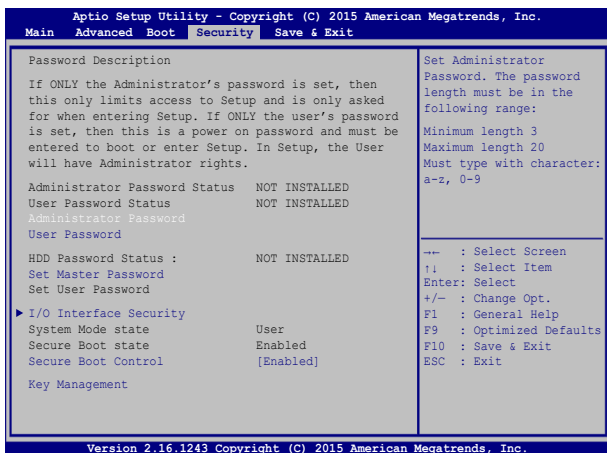 Aptio Setup Utility - Copyright (C) 2015 American Megatrends, Inc.
Main Advanced Boot Security Save & Exit
Password Description
If ONLY the Administrator's password is set, then
this only limits access to Setup and is only asked
for when entering Setup. If ONLY the user's password
is set, then this is a power on password and must be
entered to boot or enter Setup. In Setup, the User
will have Administrator rights.
Administrator Password Status NOT INSTALLED
User Password Status NOT INSTALLED
Administrator Password
User Password
HDD Password Status : NOT INSTALLED
Set Master Password
Set User Password
▶ I/O Interface Security
System Mode state User
Secure Boot state Enabled
Secure Boot Control [Enabled]
Key Management
Set Administrator
Password. The password
length must be in the
following range:
Minimum length 3
Maximum length 20
Must type with character:
a-z, 0-9
→← : Select Screen
↑↓ : Select Item
Enter: Select
+/— : Change Opt.
F1 : General Help
F9 : Optimized Defaults
F10 : Save & Exit
ESC : Exit
Version 2.16.1243 Copyright (C) 2015 American Megatrends, Inc.